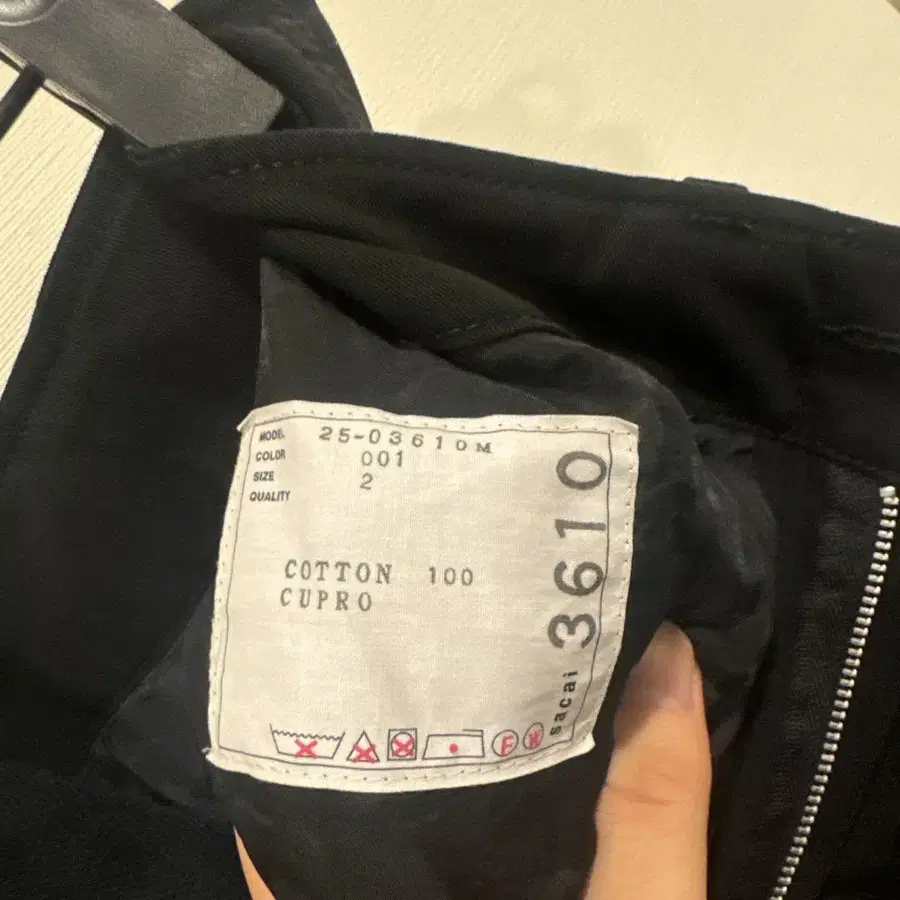 MODEL 25-03610M
COLOR 001
SIZE 2
QUALITY
COTTON 100
CUPRO
sacai 3610
F W